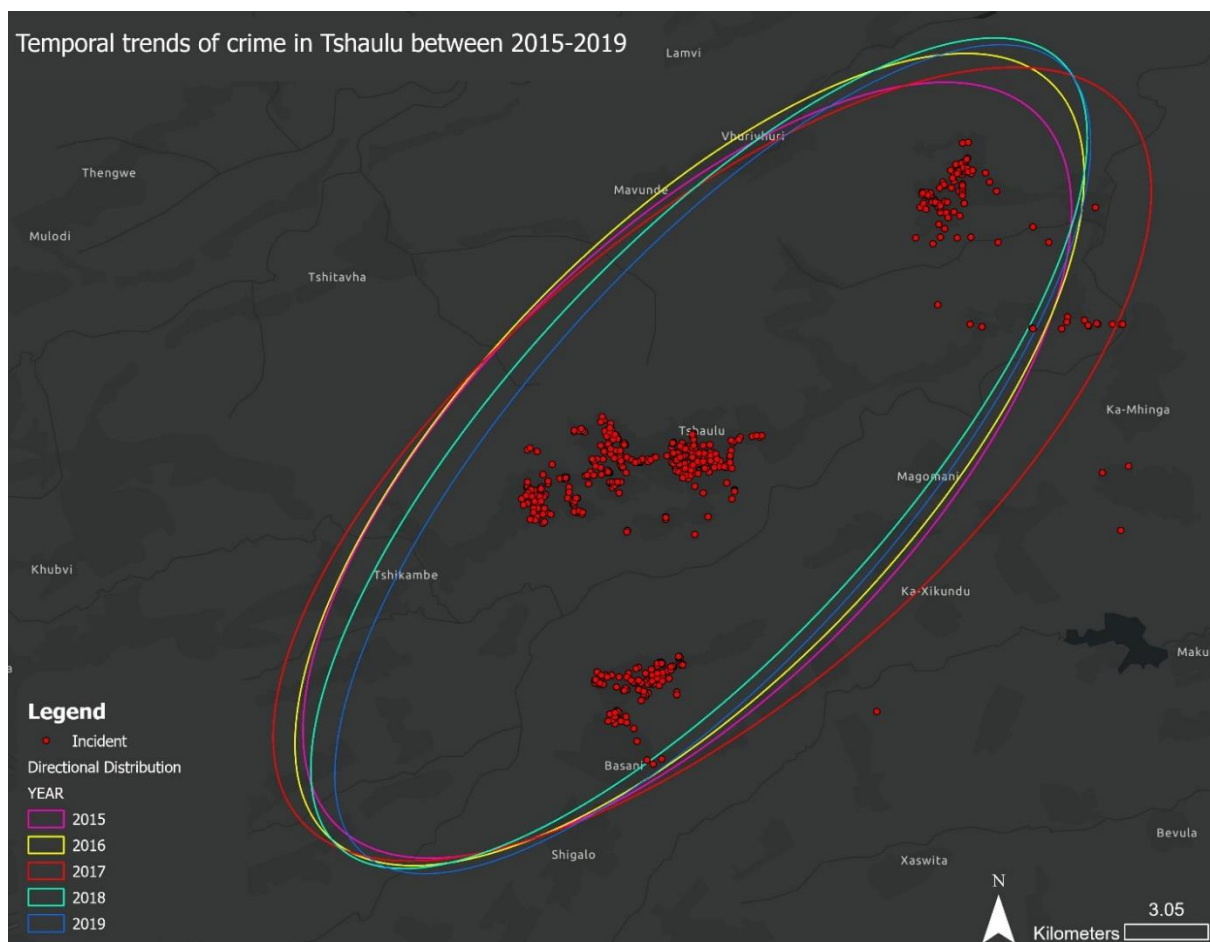 Temporal trends of crime in Tshaulu between 2015-2019
Lamvi
Vhurivhuri
Thengwe
Mavunde
Mulodi
Tshitavha
Ka-Mhinga
Tshaulu
Magomani
Khubvi
Tshikambe
Ka-Xikundu
Maku
a
Legend
Incident
Directional Distribution
YEAR
2015
2016
2017
2018
2019
Basani
Shigalo
Xaswita
Bevula
N
3.05
Kilometers